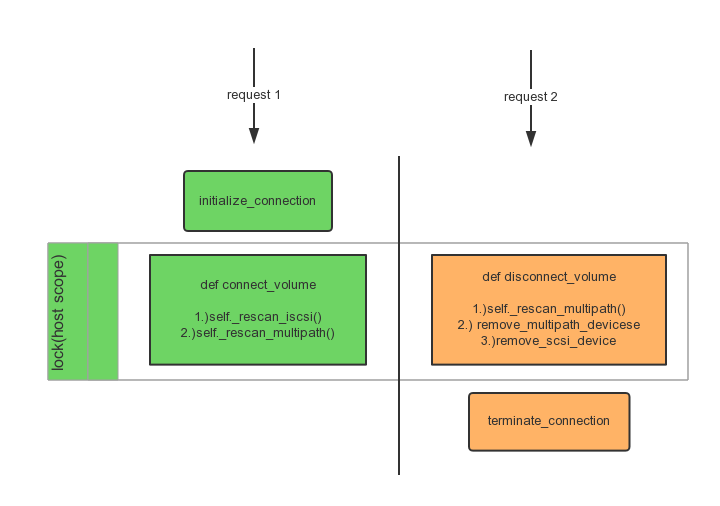 request 1
request 2
initialize_connection
lock(host scope)
def connect_volume
1.)self._rescan_iscsi()
2.)self._rescan_multipath()
def disconnect_volume
1.)self._rescan_multipath()
2.) remove_multipath_devicese
3.)remove_scsi_device
terminate_connection